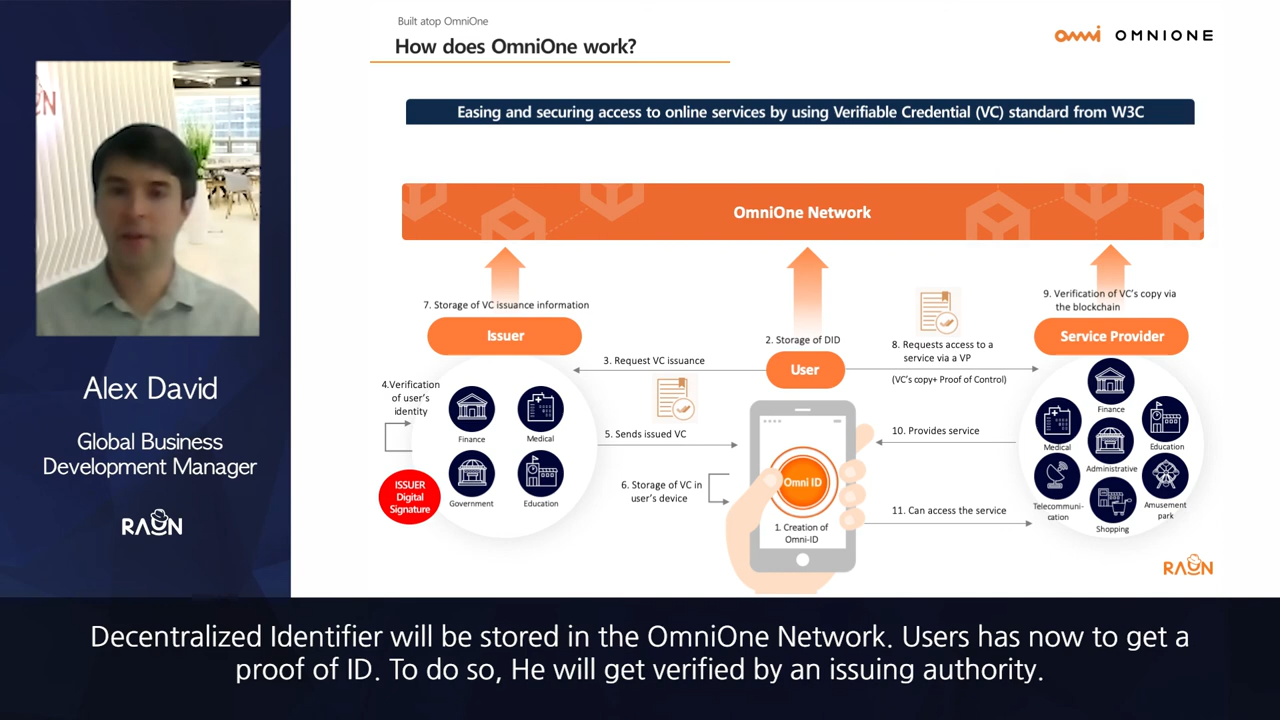 Built atop OmniOne
How does OmniOne work?
omni OMNIONE
Easing and securing access to online services by using Verifiable Credential (VC) standard from W3C
OmniOne Network
7. Storage of VC issuance information
Issuer
2. Storage of DID
User
9. Verification of VC's copy via
the blockchain
Service Provider
3. Request VC issuance
8. Requests access to a
service via a VP
(VC's copy+ Proof of Control)
4.Verification
of user's
identity
Finance
Medical
Government
Education
ISSUER
Digital
Signature
5. Sends issued VC
6. Storage of VC in
user's device
Omni ID
1. Creation of
Omni-ID
10. Provides service
11. Can access the service
Finance
Medical
Education
Administrative
Telecommuni-
cation
Shopping
Amusement
park
RAON
Alex David
Global Business
Development Manager
RAON
Decentralized Identifier will be stored in the OmniOne Network. Users has now to get a
proof of ID. To do so, He will get verified by an issuing authority.